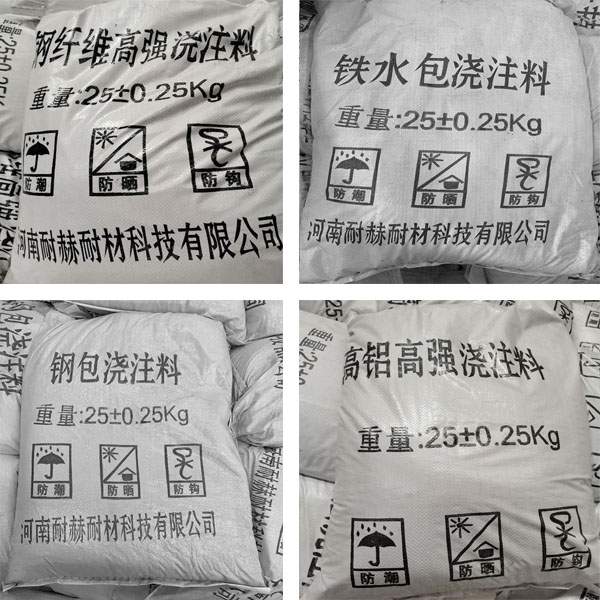 钢纤维高强浇注料
重量:25±0.25Kg
防潮
防晒
防钩
河南耐赫耐材科技有限公司
铁水包浇注料
重量:25±0.25Kg
防潮
防晒
防钩
河南耐赫耐材科技有限公司
钢包浇注料
重量:25±0.25Kg
防潮
防晒
防钩
河南耐赫耐材科技有限公司
高铝高强浇注料
重量:25±0.25Kg
防潮
防晒
防钩